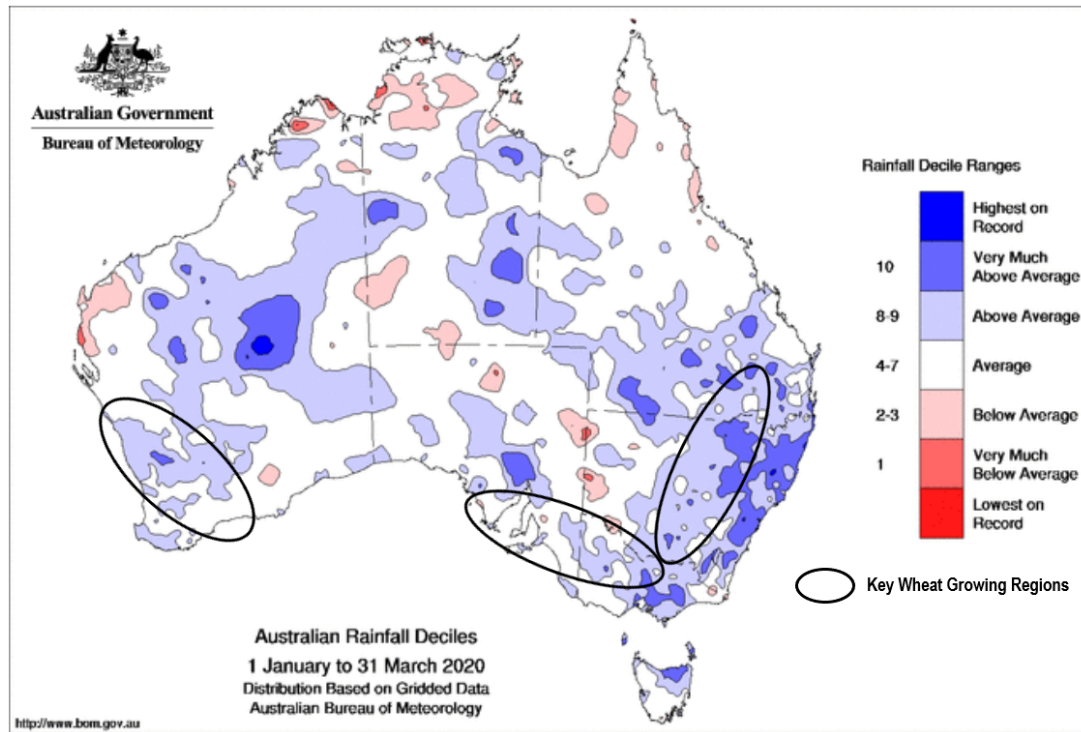 Australian Government
Bureau of Meteorology
Rainfall Decile Ranges
Highest on
Record
10
Very Much
Above Average
8-9
Above Average
4-7
Average
2-3
Below Average
1
Very Much
Below Average
Lowest on
Record
Key Wheat Growing Regions
Australian Rainfall Deciles
1 January to 31 March 2020
Distribution Based on Gridded Data
Australian Bureau of Meteorology
http://www.bom.gov.au